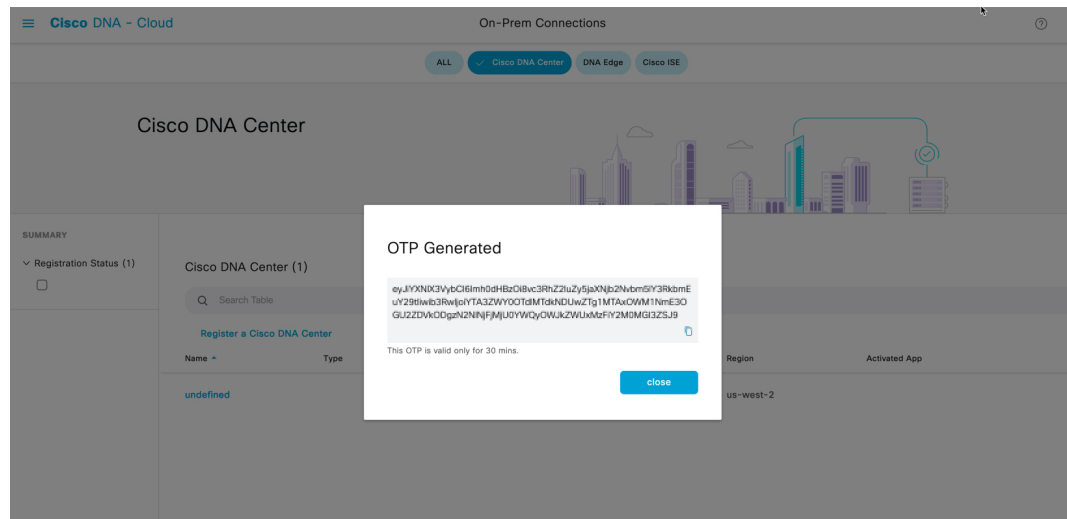 Cisco DNA - Cloud
On-Prem Connections
ALL
Cisco DNA Center
DNA Edge
Cisco ISE
Cisco DNA Center
SUMMARY
Registration Status (1)
Cisco DNA Center (1)
Search Table
Register a Cisco DNA Center
Name
Type
Region
Activated App
undefined
us-west-2
OTP Generated
This OTP is valid only for 30 mins.
close